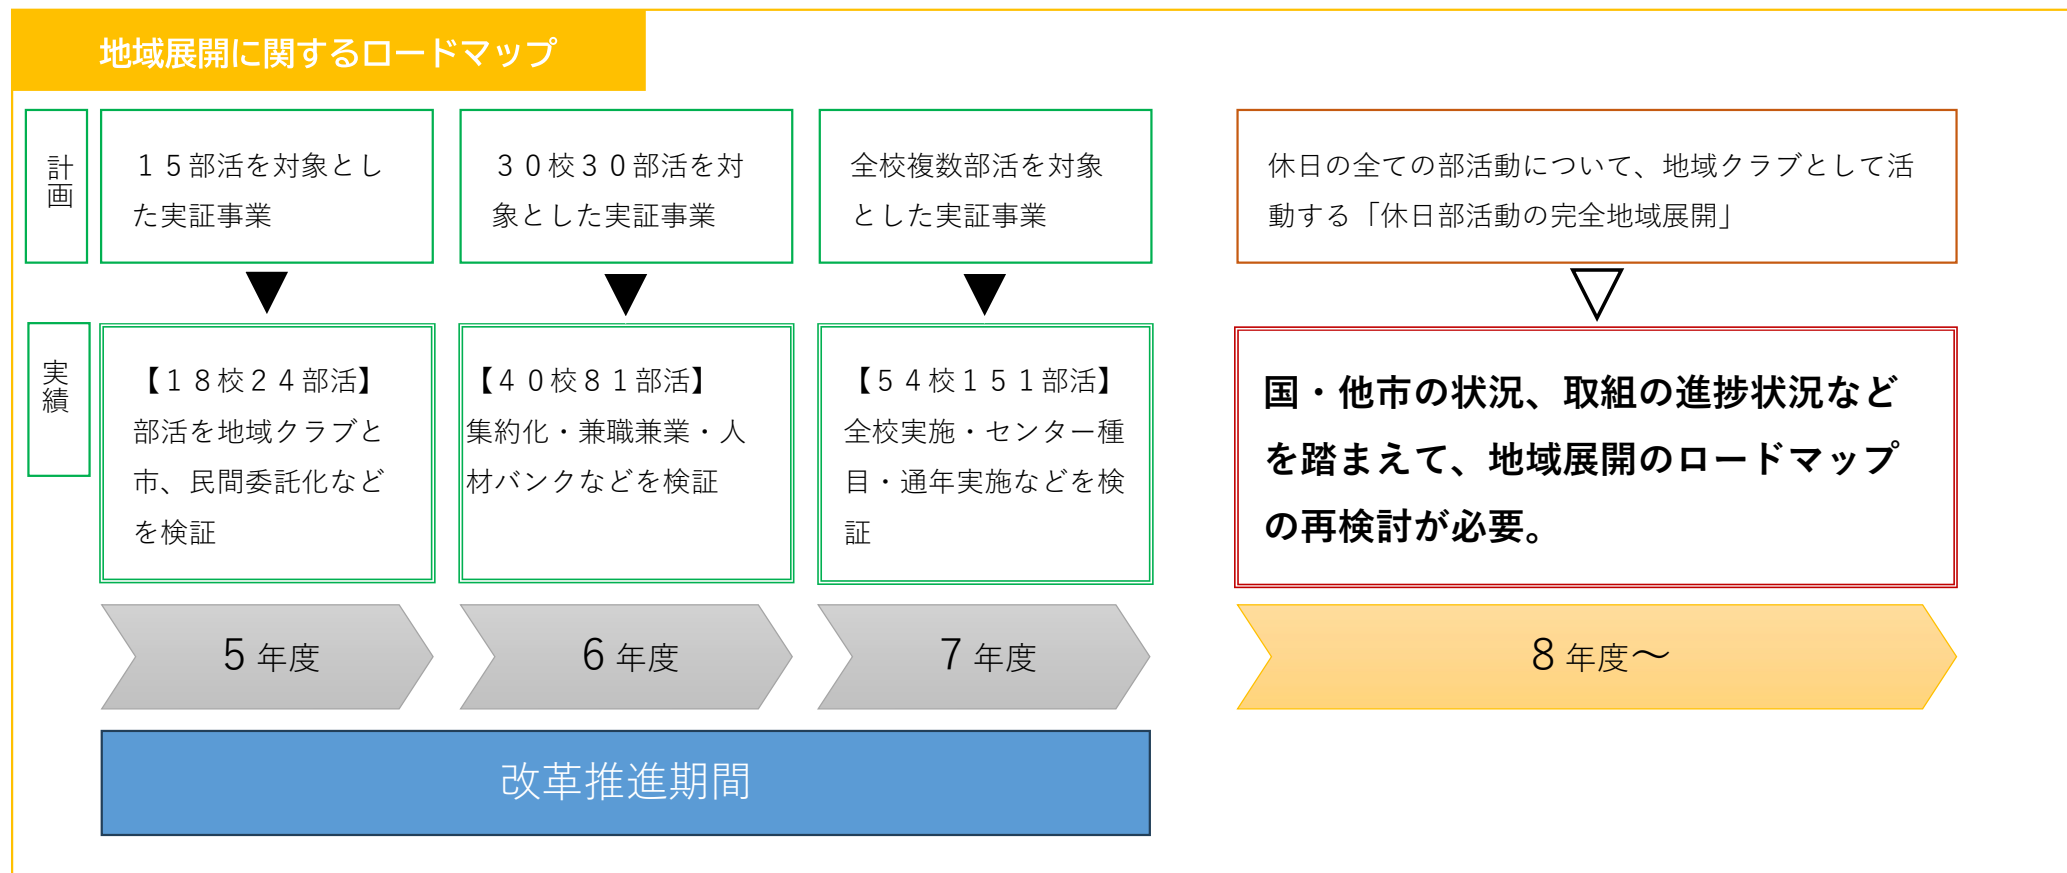 地域展開に関するロードマップ
計画
１５部活を対象とし
た実証事業
３０校３０部活を対
象とした実証事業
全校複数部活を対象
とした実証事業
休日の全ての部活動について、地域クラブとして活
動する「休日部活動の完全地域展開」
実績
【１８校２４部活】
部活を地域クラブと
市、民間委託化など
を検証
【４０校８１部活】
集約化・兼職兼業・人
材バンクなどを検証
【５４校１５１部活】
全校実施・センター種
目・通年実施などを検
証
国・他市の状況、取組の進捗状況など
を踏まえて、地域展開のロードマップ
の再検討が必要。
5 年度
6 年度
7 年度
8 年度～
改革推進期間